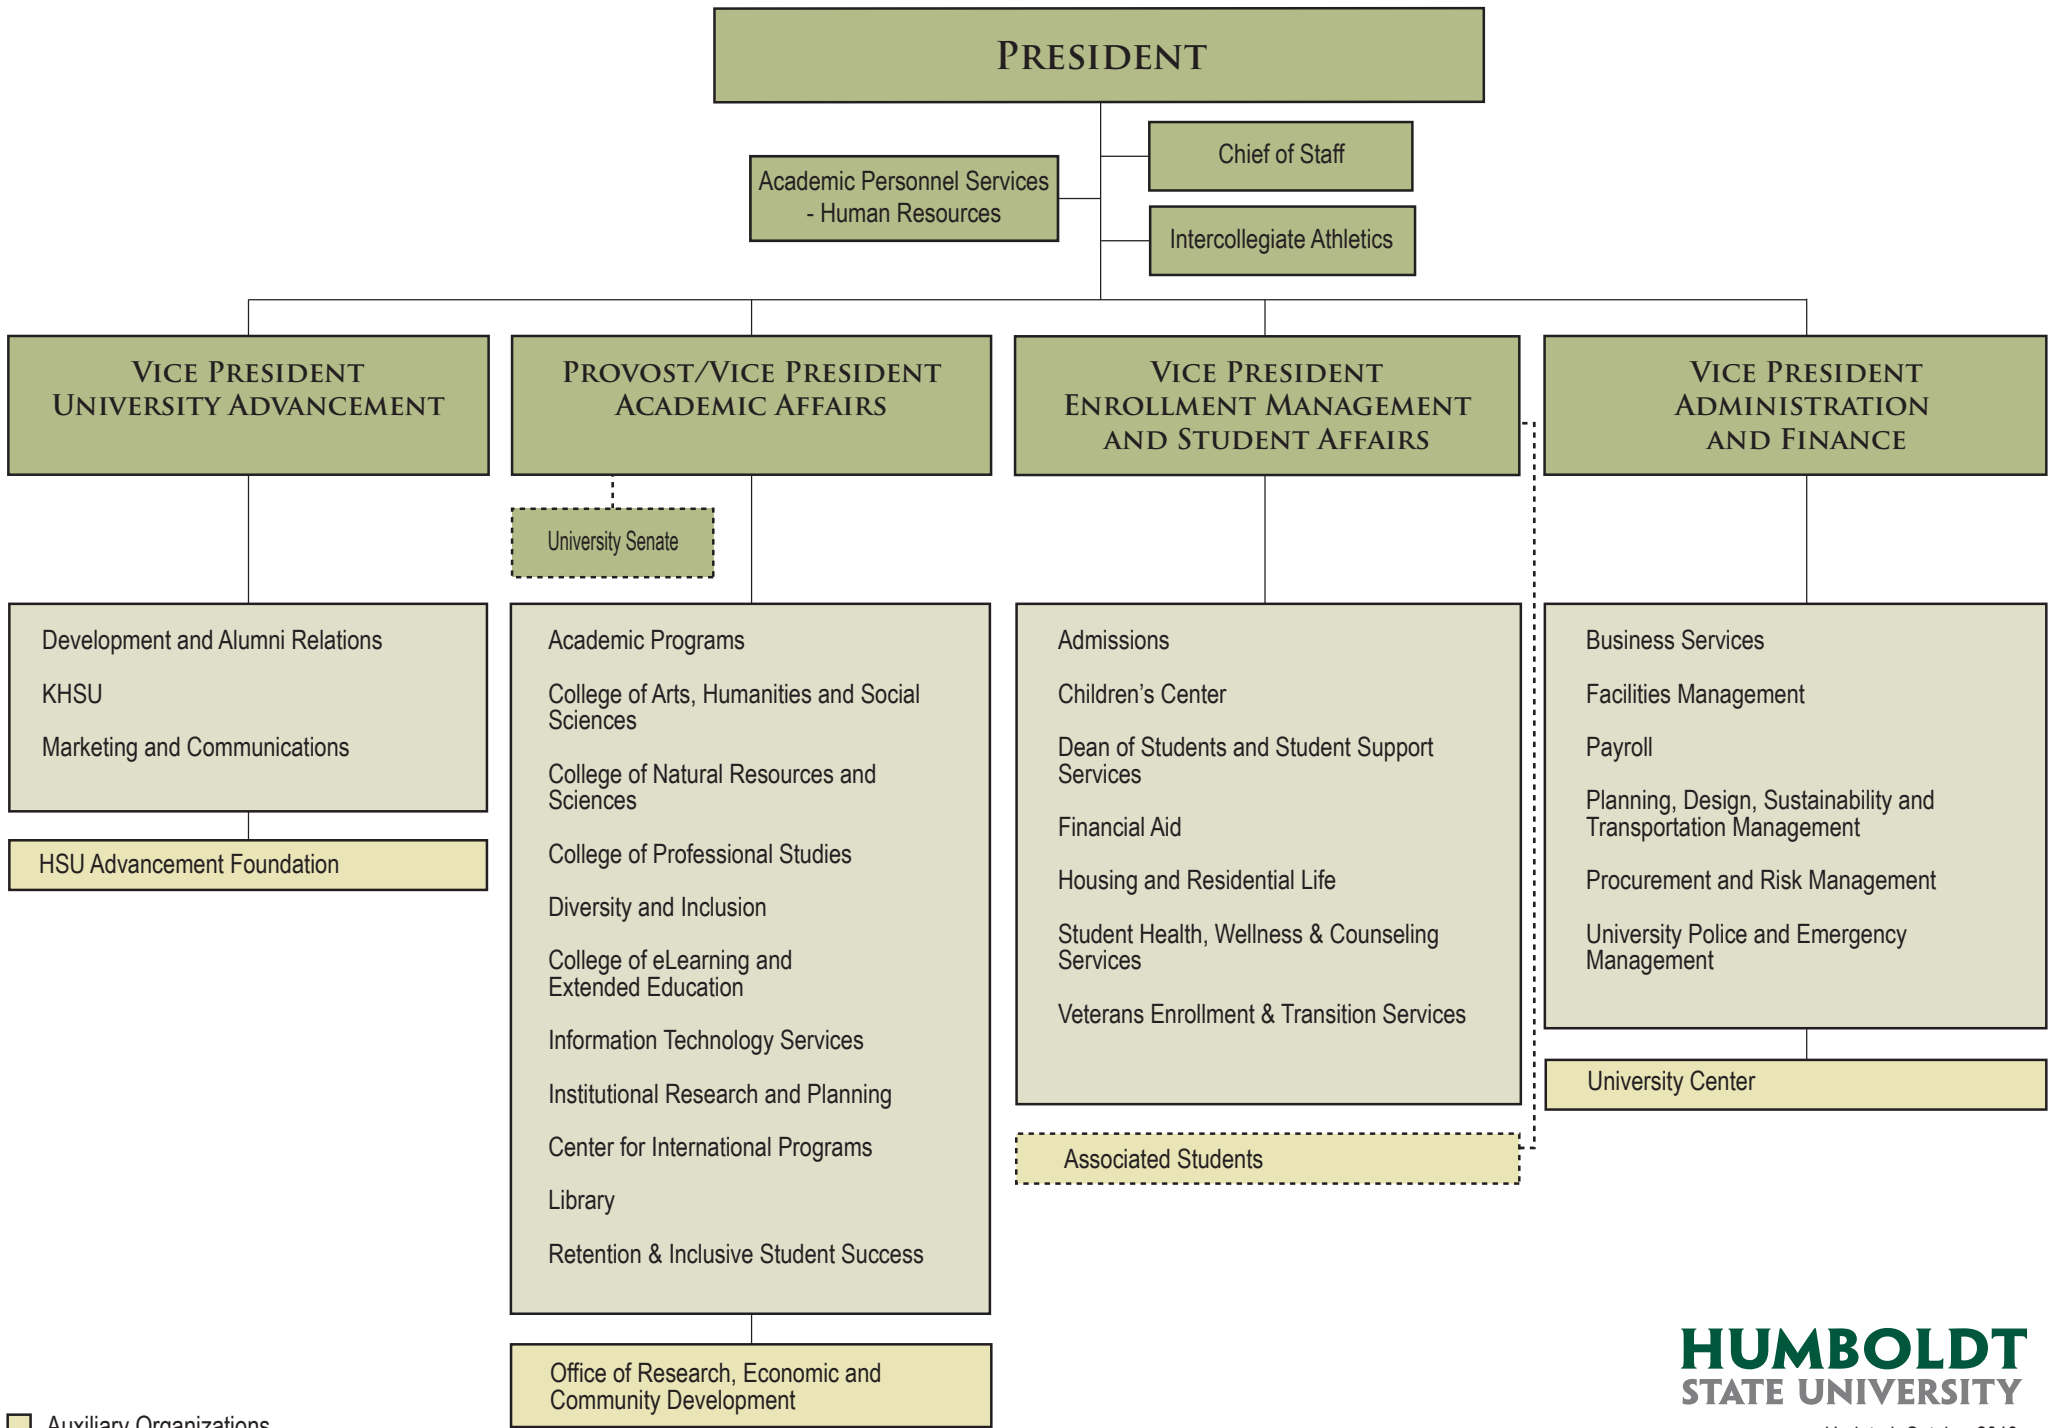 PRESIDENT
Chief of Staff
Academic Personnel Services
- Human Resources
Intercollegiate Athletics
VICE PRESIDENT
UNIVERSITY ADVANCEMENT
PROVOST/VICE PRESIDENT
ACADEMIC AFFAIRS
VICE PRESIDENT
ENROLLMENT MANAGEMENT
AND STUDENT AFFAIRS
VICE PRESIDENT
ADMINISTRATION
AND FINANCE
University Senate
Development and Alumni Relations
KHSU
Marketing and Communications
HSU Advancement Foundation
Academic Programs
College of Arts, Humanities and Social
Sciences
College of Natural Resources and
Sciences
College of Professional Studies
Diversity and Inclusion
College of eLearning and
Extended Education
Information Technology Services
Institutional Research and Planning
Center for International Programs
Library
Retention & Inclusive Student Success
Office of Research, Economic and
Community Development
Admissions
Children's Center
Dean of Students and Student Support
Services
Financial Aid
Housing and Residential Life
Student Health, Wellness & Counseling
Services
Veterans Enrollment & Transition Services
Associated Students
Business Services
Facilities Management
Payroll
Planning, Design, Sustainability and
Transportation Management
Procurement and Risk Management
University Police and Emergency
Management
University Center
HUMBOLDT
STATE UNIVERSITY
Auxiliary Organizations